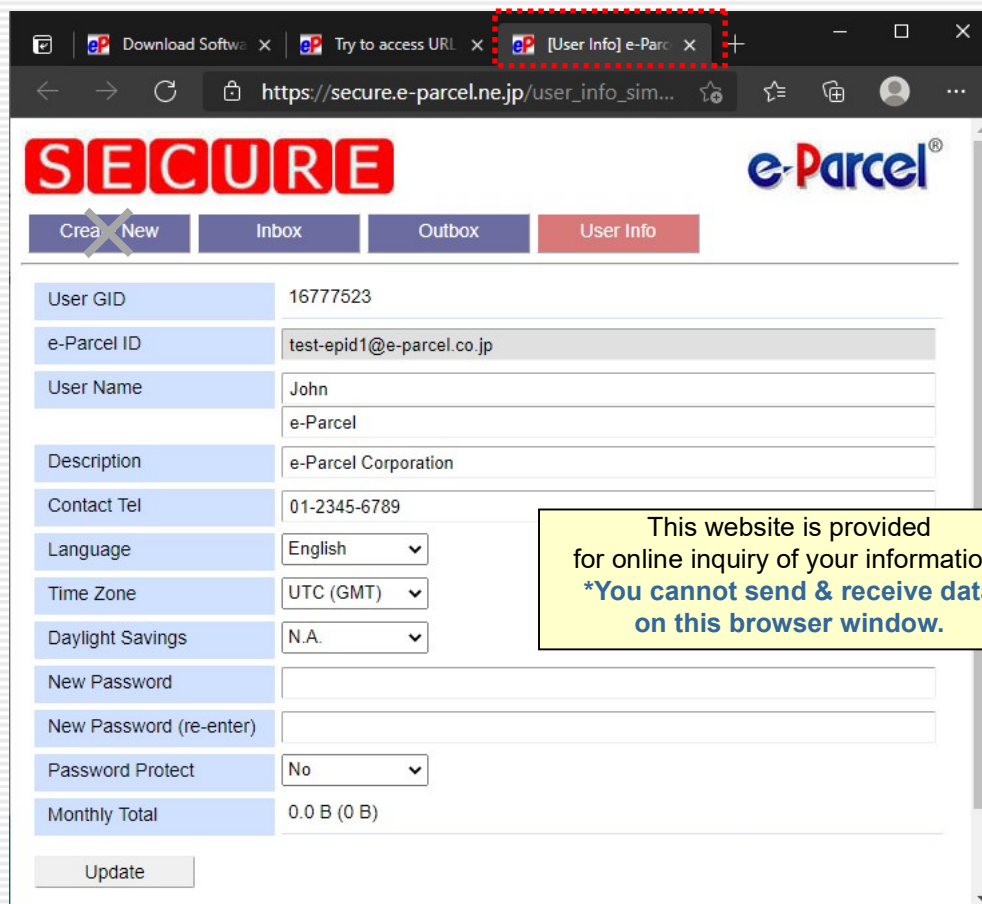 Download Softwa
Try to access URL
[User Info] e-Parc
https://secure.e-parcel.ne.jp/user_info_sim...
SECURE
e-Parcel®
Crea New
Inbox
Outbox
User Info
User GID
16777523
e-Parcel ID
test-epid1@e-parcel.co.jp
User Name
John
e-Parcel
Description
e-Parcel Corporation
Contact Tel
01-2345-6789
Language
English
Time Zone
UTC (GMT)
Daylight Savings
N.A.
New Password
New Password (re-enter)
Password Protect
No
Monthly Total
0.0 B (0 B)
Update
This website is provided
for online inquiry of your informatio
*You cannot send & receive dat
on this browser window.